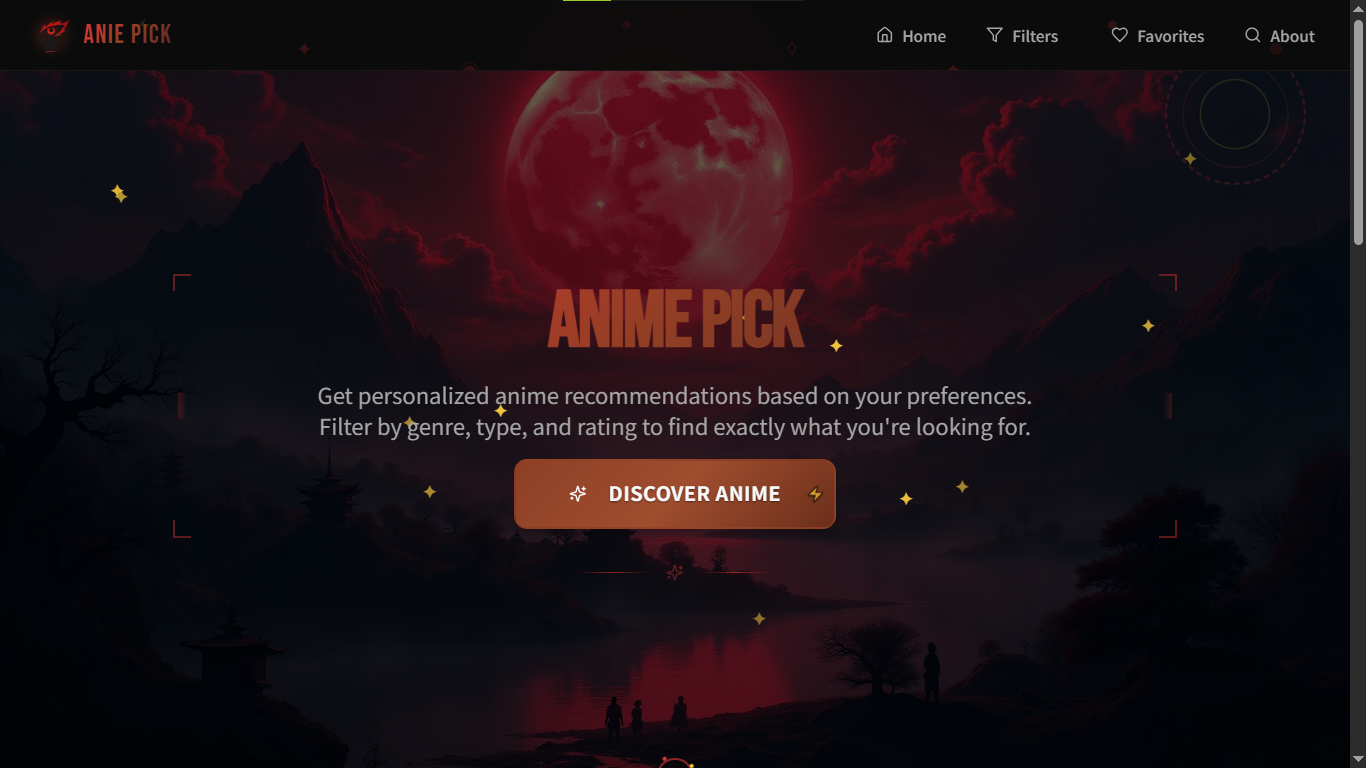 ANIE PICK
Home
Filters
Favorites
About
ANIME PICK
Get personalized anime recommendations based on your preferences.
Filter by genre, type, and rating to find exactly what you're looking for.
DISCOVER ANIME